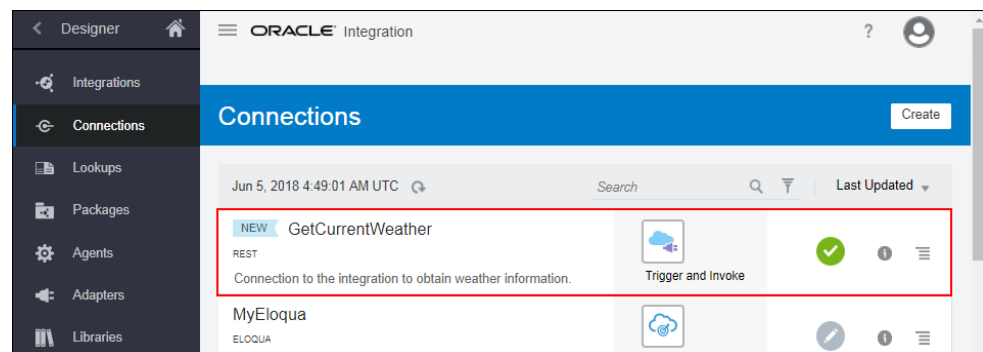 Designer
ORACLE Integration
?
Integrations
Connections
Lookups
Packages
Agents
Adapters
Libraries
Connections
Create
Jun 5, 2018 4:49:01 AM UTC
Search
Last Updated
NEW GetCurrentWeather
REST
Connection to the integration to obtain weather information.
Trigger and Invoke
MyEloqua
ELOQUA